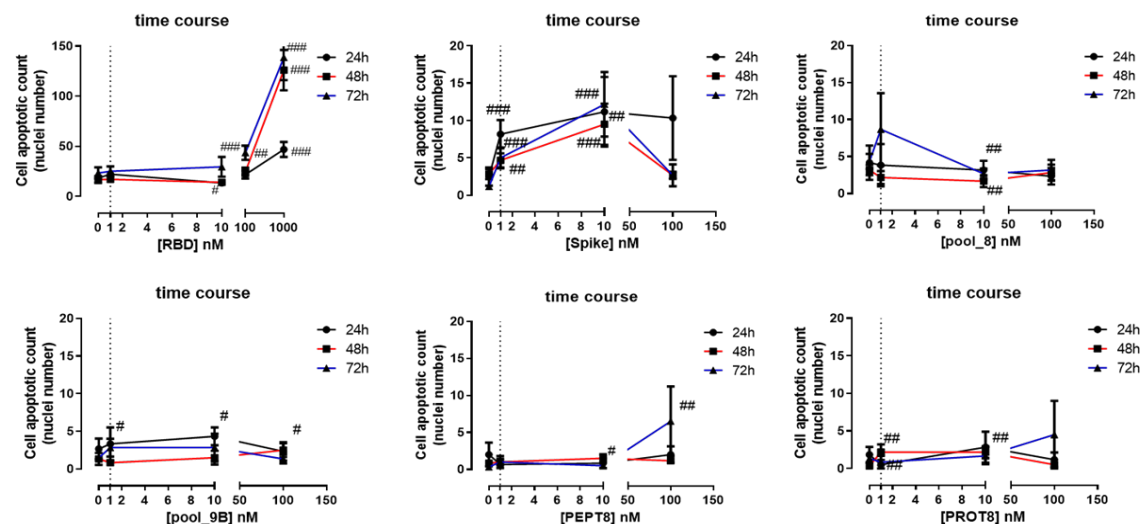 time course
Cell apoptotic count
(nuclei number)
150
100
50
0
0 1 2 4 6 8 10 100 1000
[RBD] nM
24h
48h
72h
###
###
###
###
##
#
time course
Cell apoptotic count
(nuclei number)
20
15
10
5
0
0 1 2 4 6 8 10 50 100 150
[Spike] nM
24h
48h
72h
###
###
##
###
###
##
time course
Cell apoptotic count
(nuclei number)
20
15
10
5
0
0 1 2 4 6 8 10 50 100 150
[pool_8] nM
24h
48h
72h
##
##
time course
Cell apoptotic count
(nuclei number)
20
15
10
5
0
0 1 2 4 6 8 10 50 100 150
[pool_9B] nM
24h
48h
72h
#
#
#
time course
Cell apoptotic count
(nuclei number)
20
15
10
5
0
0 1 2 4 6 8 10 50 100 150
[PEPT8] nM
24h
48h
72h
##
#
time course
Cell apoptotic count
(nuclei number)
20
15
10
5
0
0 1 2 4 6 8 10 50 100 150
[PROT8] nM
24h
48h
72h
##
##
##